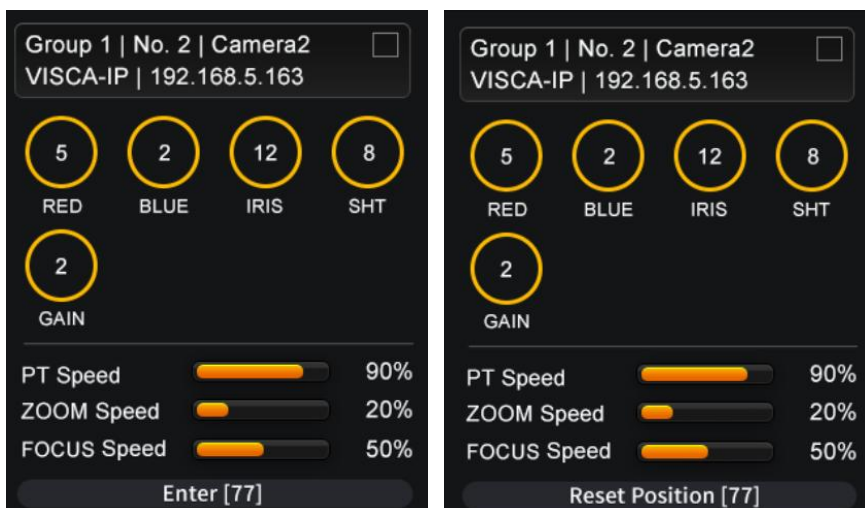 Group 1 | No. 2 | Camera2
VISCA-IP | 192.168.5.163
5 2 12 8
RED BLUE IRIS SHT
2
GAIN
PT Speed 90%
ZOOM Speed 20%
FOCUS Speed 50%
Enter [77]
Group 1 | No. 2 | Camera2
VISCA-IP | 192.168.5.163
5 2 12 8
RED BLUE IRIS SHT
2
GAIN
PT Speed 90%
ZOOM Speed 20%
FOCUS Speed 50%
Reset Position [77]